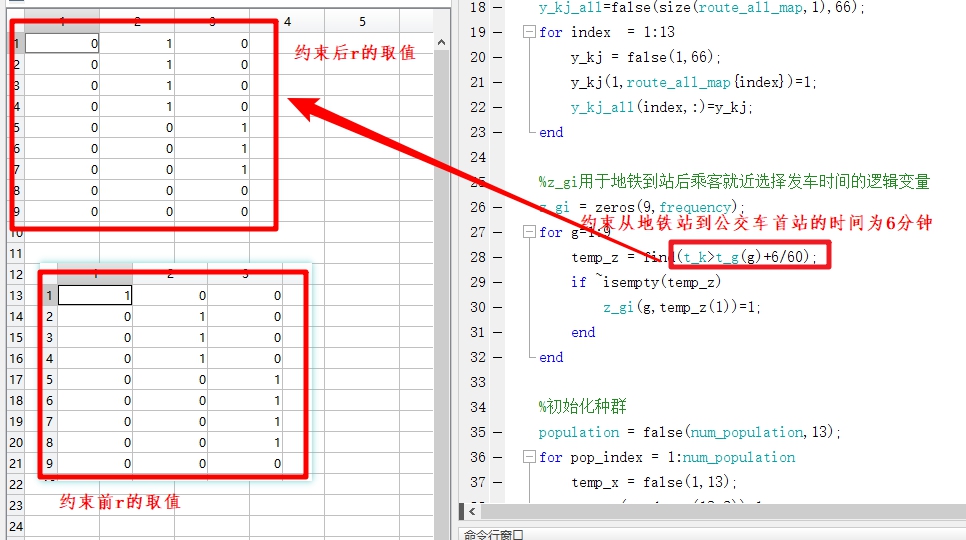 1 2 3 4 5
1 0 1 0
2 0 1 0
3 0 1 0
4 0 1 0
5 0 0 1
6 0 0 1
7 0 0 1
8 0 0 0
9 0 0 0
10
11
约束后r的取值
12 1 2 3
13 1 1 0 0
14 2 0 1 0
15 3 0 1 0
16 4 0 1 0
17 5 0 0 1
18 6 0 0 1
19 7 0 0 1
20 8 0 0 1
21 9 0 0 0
22
23
24
约束前r的取值
18 — y_kj_all=false(size(route_all_map,1),66);
19 — for index = 1:13
20 — y_kj = false(1,66);
21 — y_kj(1,route_all_map{index})=1;
22 — y_kj_all(index,:)=y_kj;
23 — end
24
25 %z_gi用于地铁到站后乘客就近选择发车时间的逻辑变量
26 — z_gi = zeros(9,frequency);
约束从地铁站到公交车首站的时间为6分钟
27 — for g=1:9
28 — temp_z = find(t_k>t_g(g)+6/60);
29 — if ~isempty(temp_z)
30 — z_gi(g,temp_z(1))=1;
31 — end
32 — end
33
34 %初始化种群
35 — population = false(num_population,13);
36 — for pop_index = 1:num_population
37 — temp_x = false(1,13);
命令行窗口